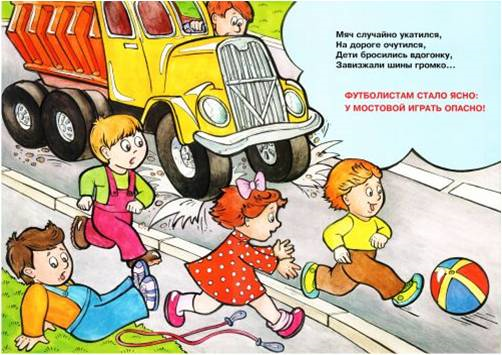 Мяч случайно укатился,
На дороге очутился,
Дети бросились вдогонку,
Завизжали шины громко...
ФУТБОЛИСТАМ СТАЛО ЯСНО:
У МОСТОВОЙ ИГРАТЬ ОПАСНО!